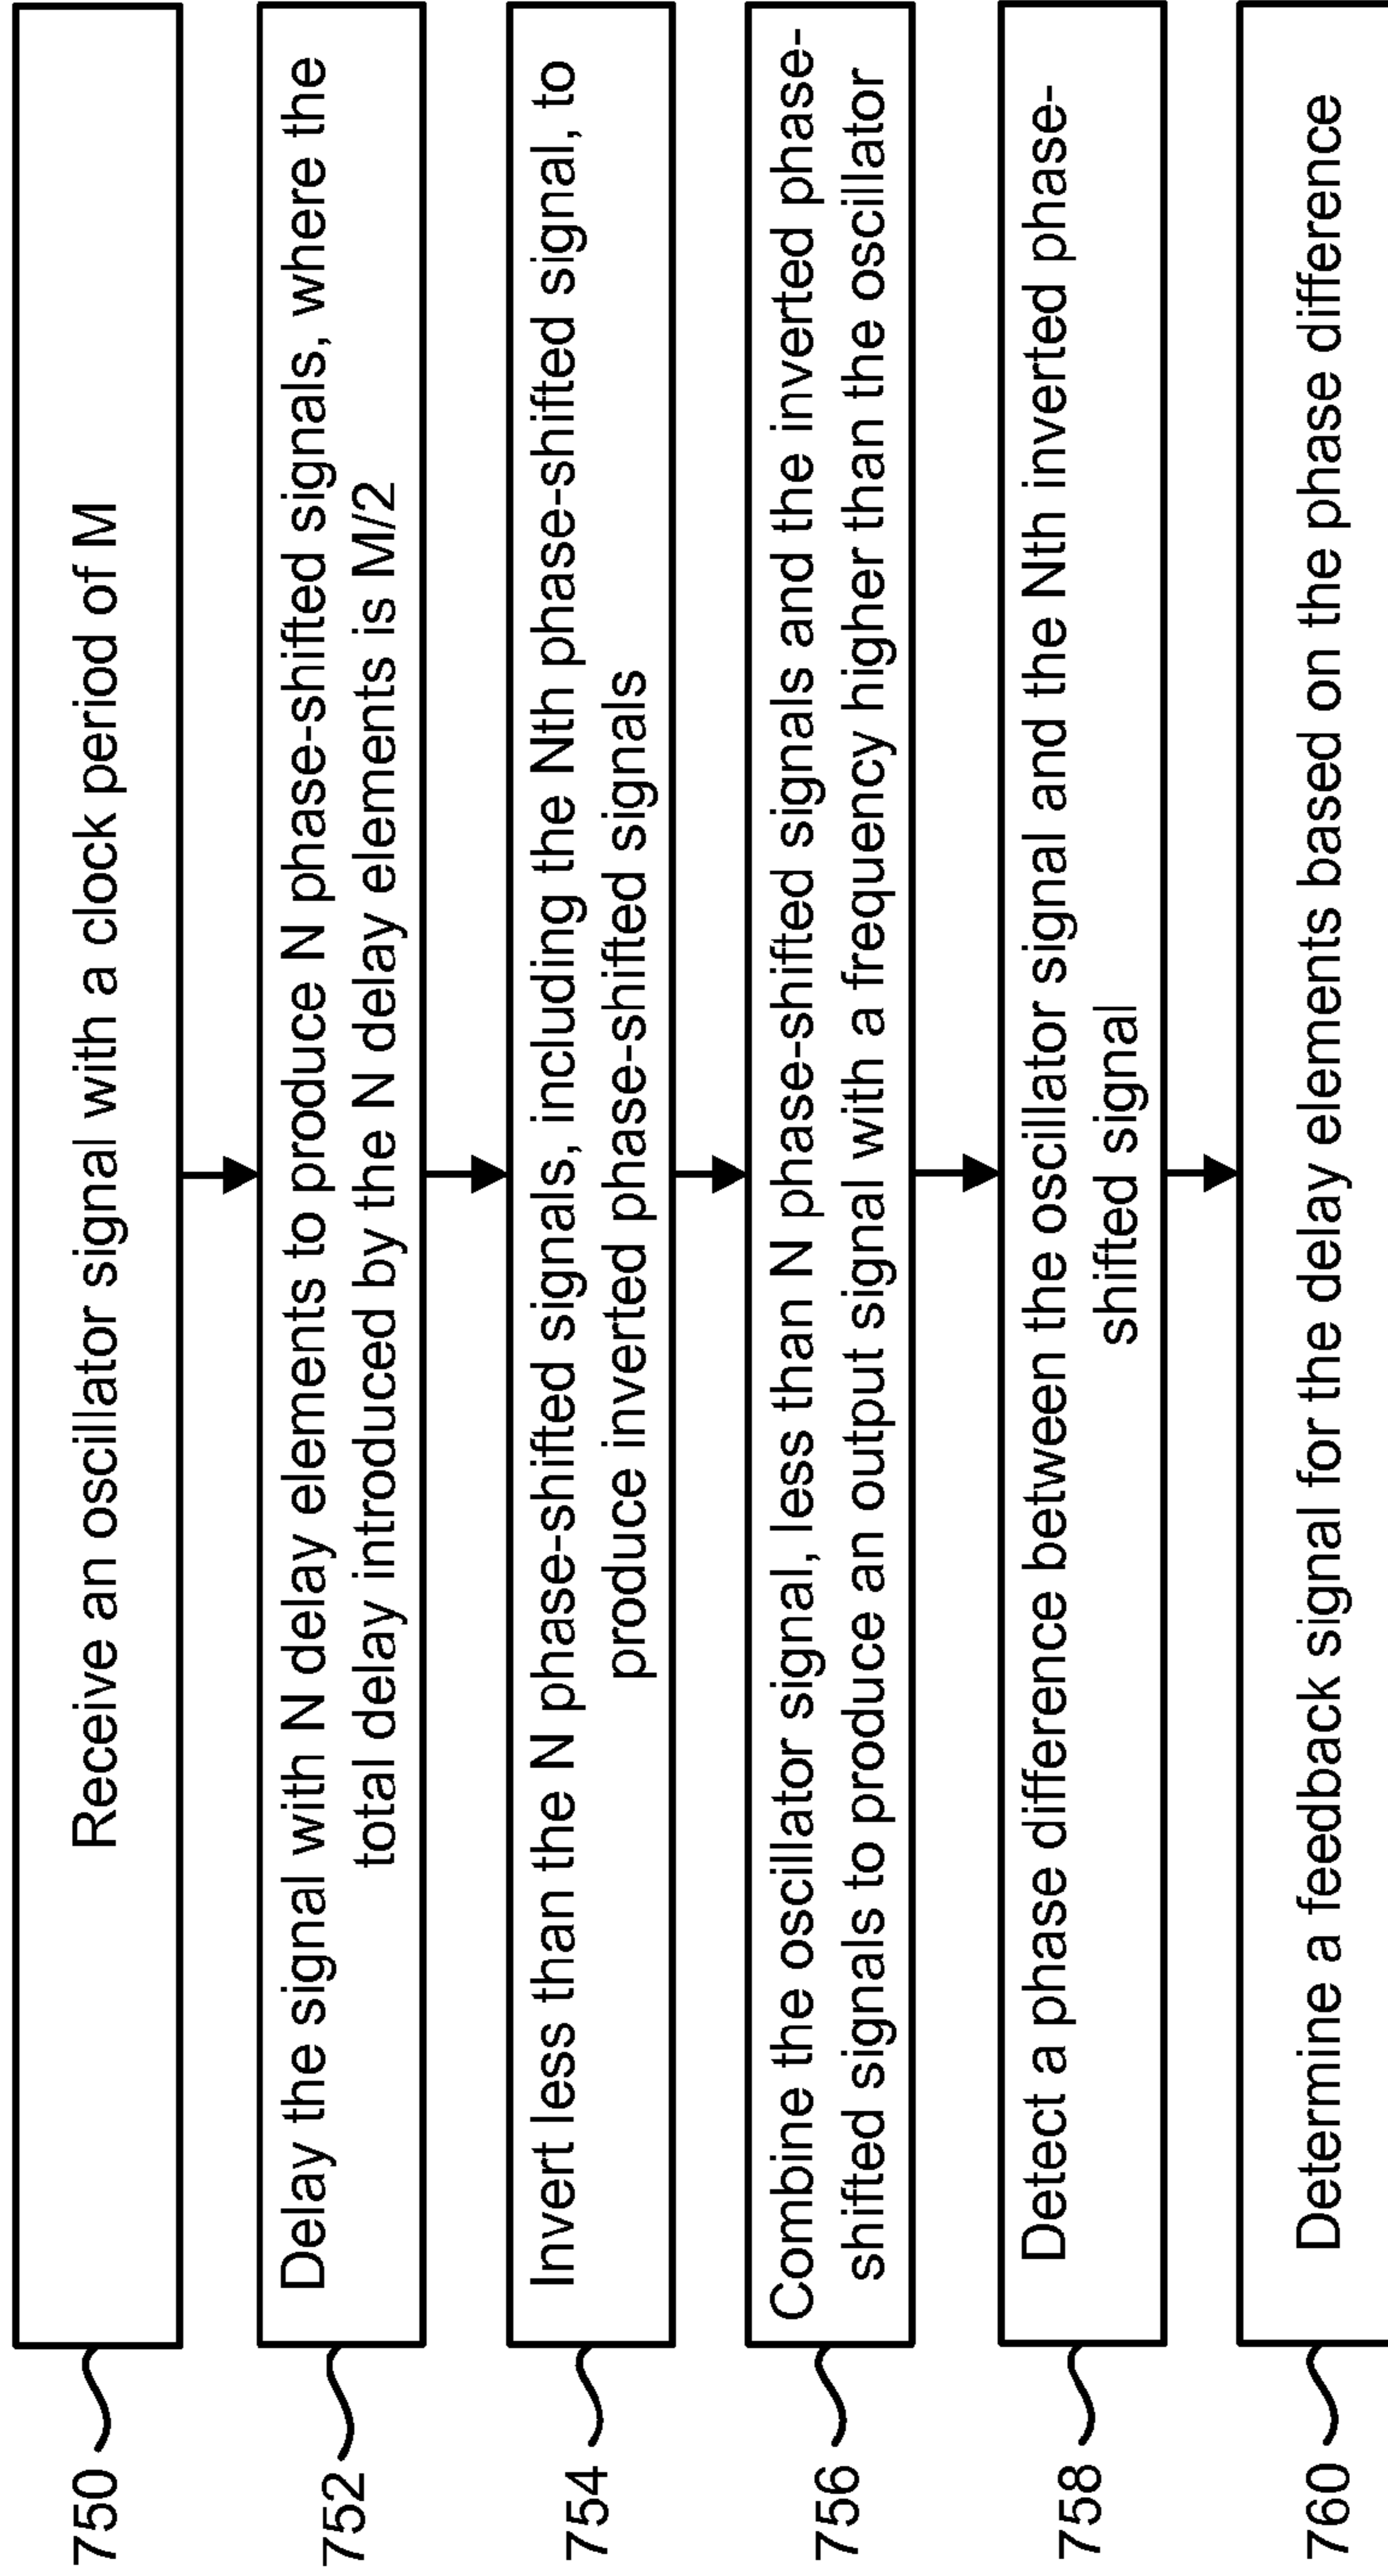 750
Receive an oscillator signal with a clock period of M
752
Delay the signal with N delay elements to produce N phase-shifted signals, where the
total delay introduced by the N delay elements is M/2
754
Invert less than the N phase-shifted signals, including the Nth phase-shifted signal, to
produce inverted phase-shifted signals
756
Combine the oscillator signal, less than N phase-shifted signals and the inverted phase-
shifted signals to produce an output signal with a frequency higher than the oscillator
758
Detect a phase difference between the oscillator signal and the Nth inverted phase-
shifted signal
760
Determine a feedback signal for the delay elements based on the phase difference